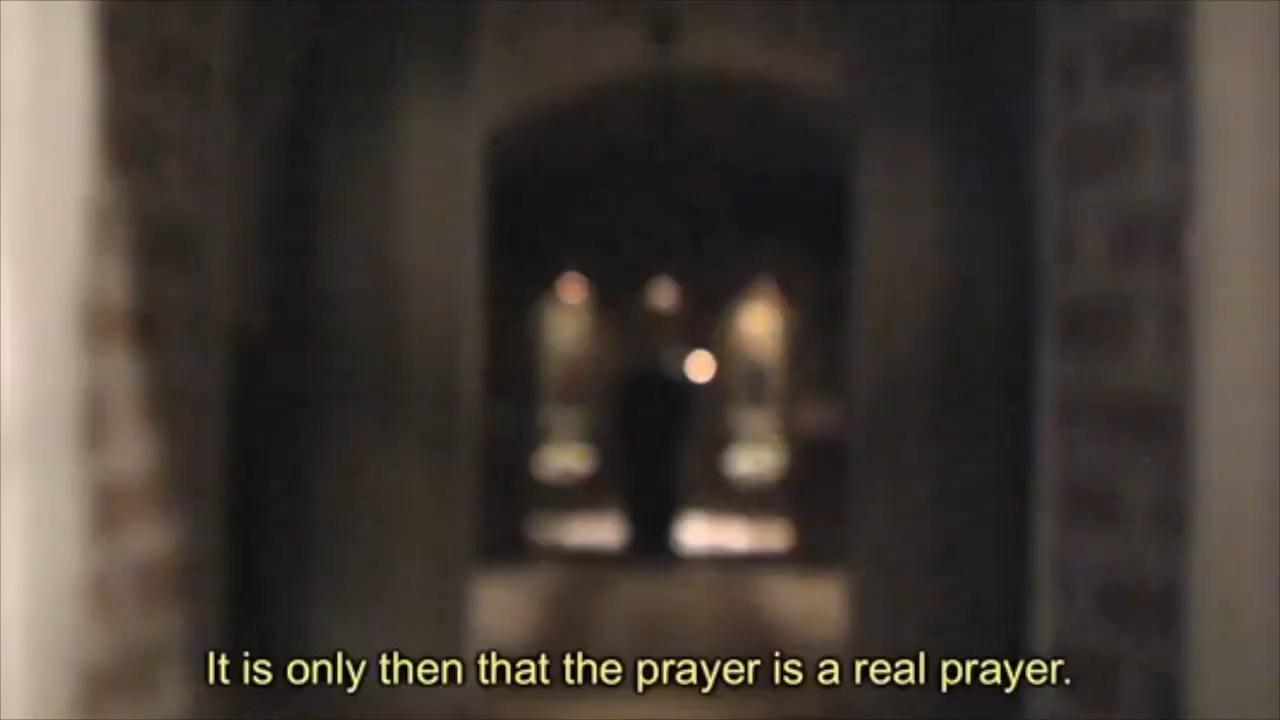 It is only then that the prayer is a real prayer.